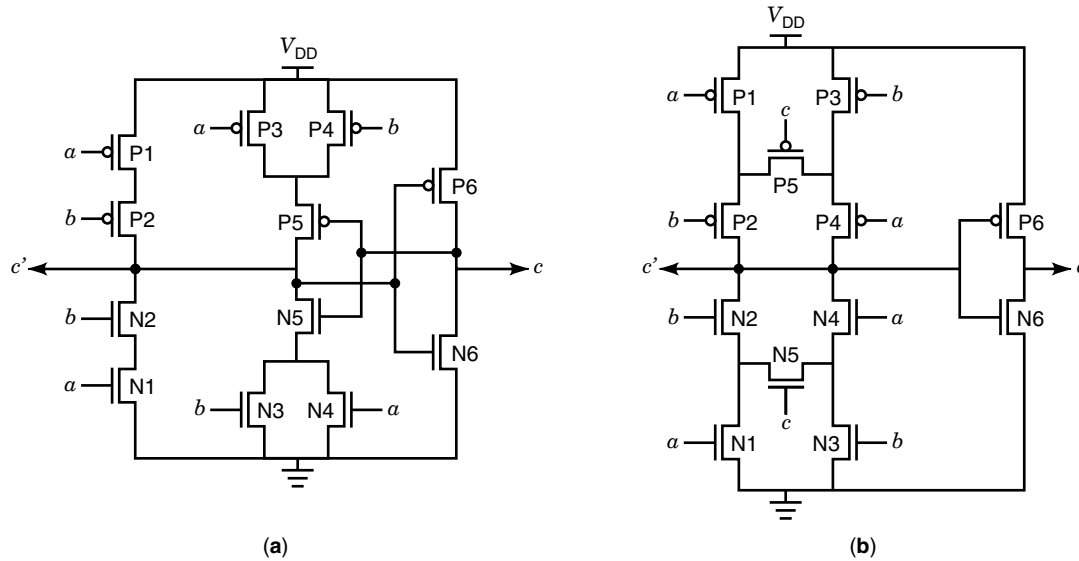 V_DD
a P3 P4 b
a P1
P6
b P2 P5
c' c
b N2 N5
N6
a N1
b N3 N4 a
(a)
V_DD
a P1 P3 b
c
P5
b P2 P4 a
P6
c' c
b N2 N4 a
N6
N5
c
a N1 N3 b
(b)